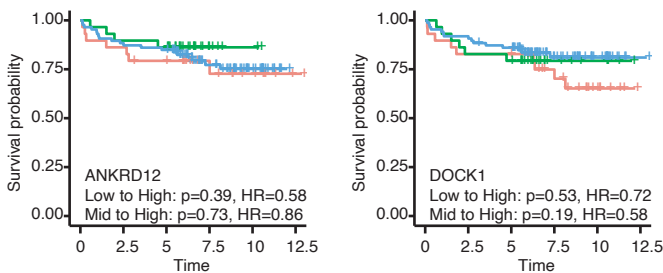 Survival probability
1.00
0.75
0.50
0.25
0.00
ANKRD12
Low to High: p=0.39, HR=0.58
Mid to High: p=0.73, HR=0.86
0 2.5 5 7.5 10 12.5
Time
Survival probability
1.00
0.75
0.50
0.25
0.00
DOCK1
Low to High: p=0.53, HR=0.72
Mid to High: p=0.19, HR=0.58
0 2.5 5 7.5 10 12.5
Time